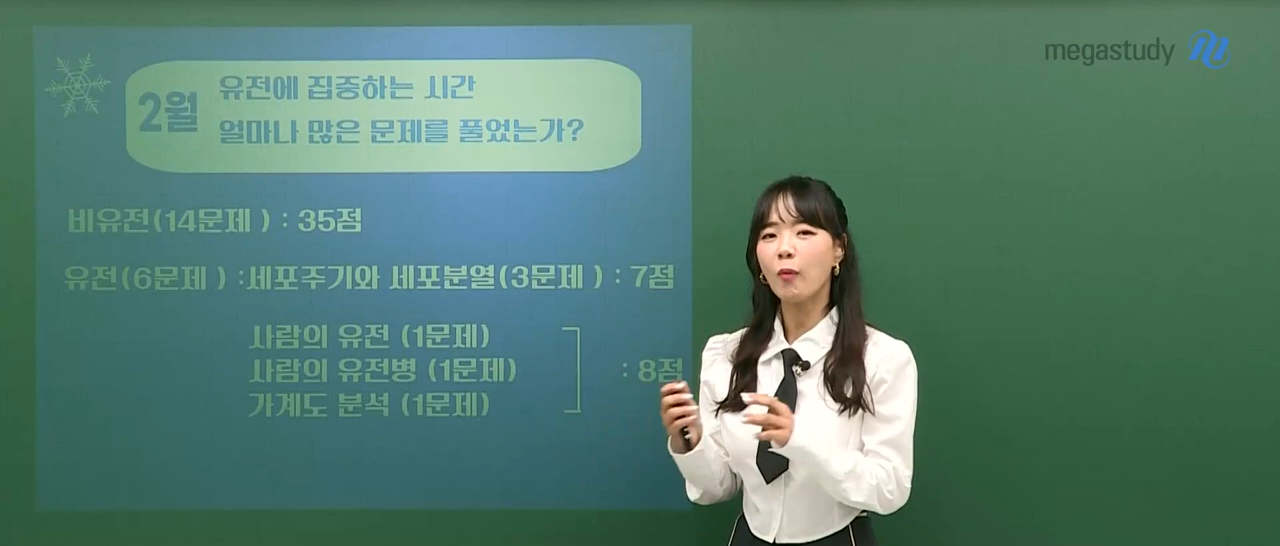 megastudy
2월
유전에 집중하는 시간
얼마나 많은 문제를 풀었는가?
비유전(14문제 ) : 35점
유전(6문제 ) :세포주기와 세포분열(3문제 ) : 7점
사람의 유전 (1문제)
사람의 유전병 (1문제) : 8점
가계도 분석 (1문제)